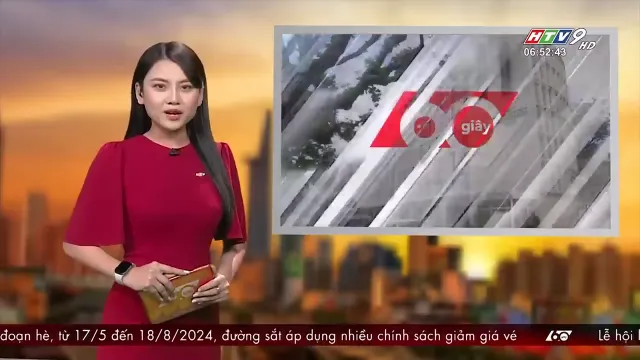 HTV9 HD
06:52:43
60 giây
đoạn hè, từ 17/5 đến 18/8/2024, đường sắt áp dụng nhiều chính sách giảm giá vé 60 Lễ hội